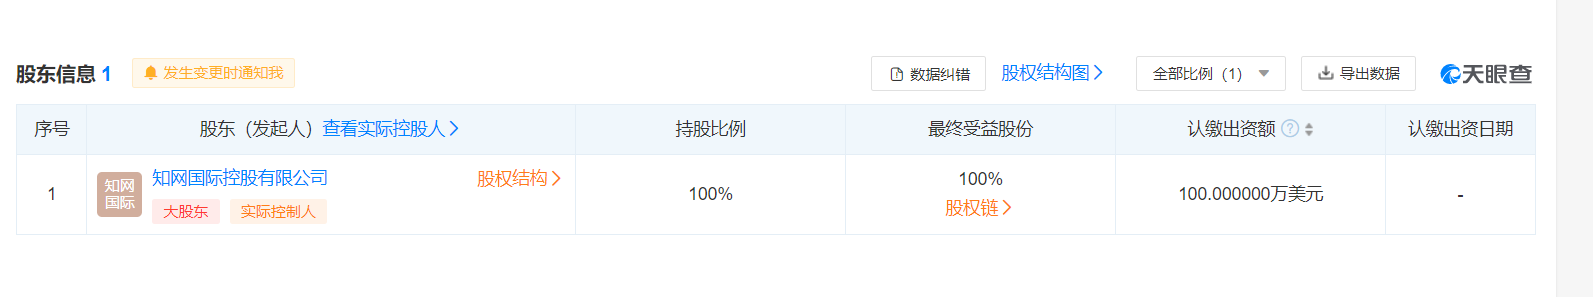 股东信息 1 发生变更时通知我 数据纠错 股权结构图 全部比例（1） 导出数据 天眼查
序号 股东（发起人）查看实际控股人 持股比例 最终受益股份 认缴出资额 ? 认缴出资日期
1 知网国际 知网国际控股有限公司 股权结构 100% 100% 100.000000万美元 -
大股东 实际控制人 股权链